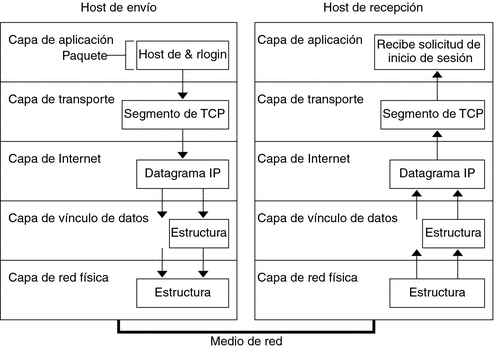 Host de envío
Capa de aplicación
Paquete
Host de & rlogin
Capa de transporte
Segmento de TCP
Capa de Internet
Datagrama IP
Capa de vínculo de datos
Estructura
Capa de red física
Estructura
Host de recepción
Capa de aplicación
Recibe solicitud de
inicio de sesión
Capa de transporte
Segmento de TCP
Capa de Internet
Datagrama IP
Capa de vínculo de datos
Estructura
Capa de red física
Estructura
Medio de red